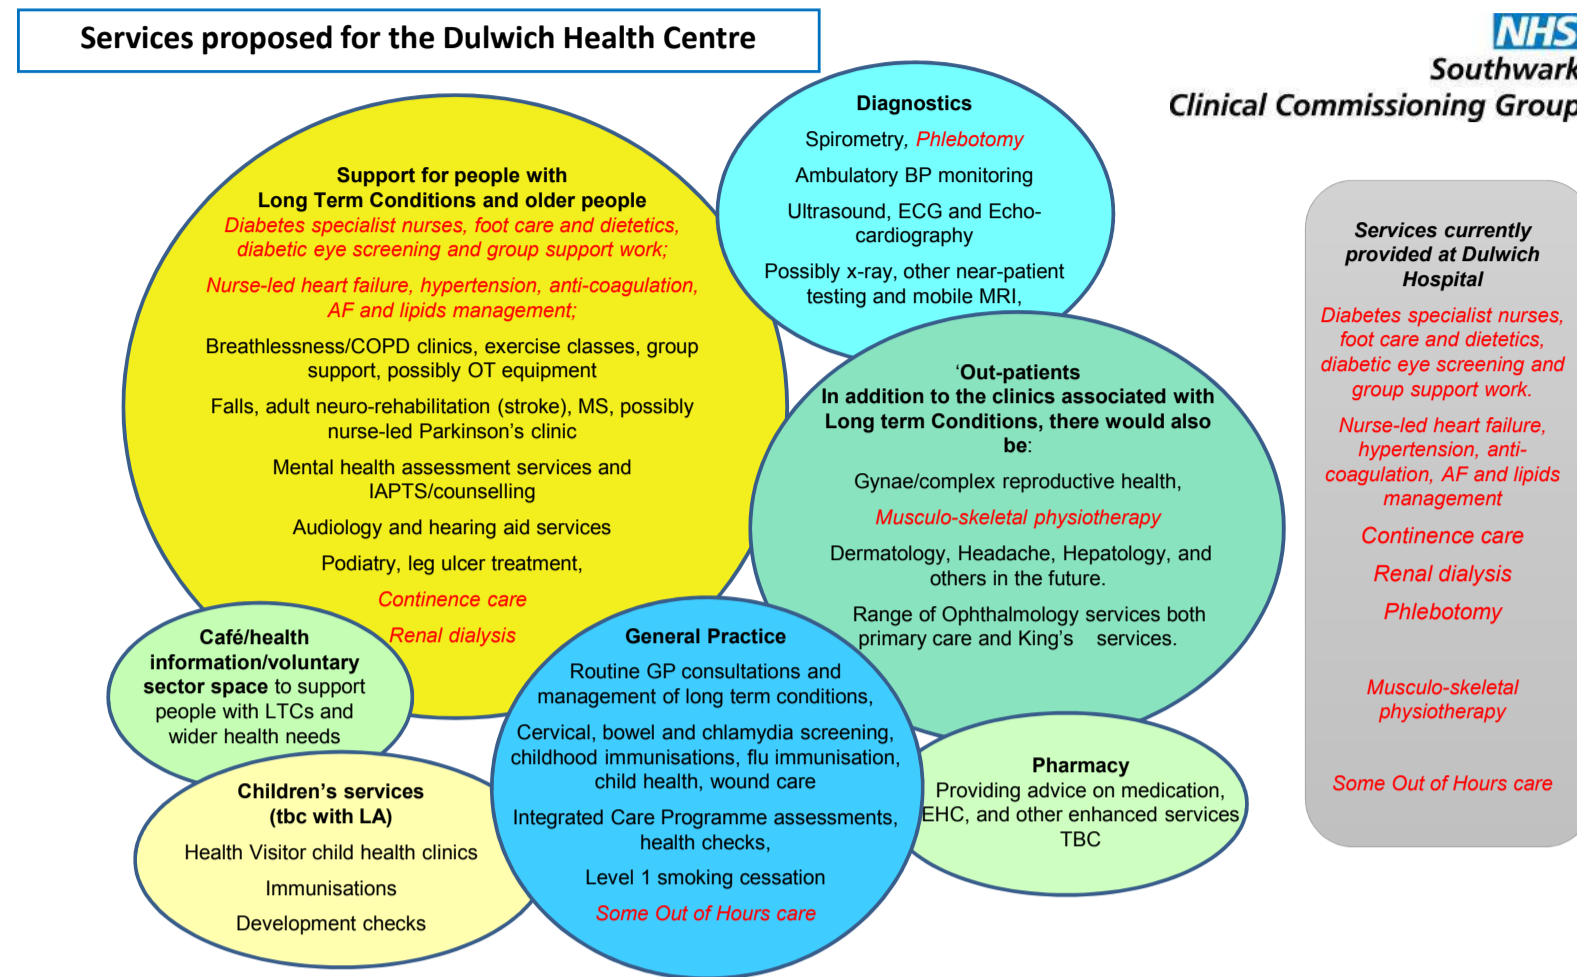 Services proposed for the Dulwich Health Centre
NHS
Southwark
Clinical Commissioning Group
Support for people with
Long Term Conditions and older people
Diabetes specialist nurses, foot care and dietetics,
diabetic eye screening and group support work;
Nurse-led heart failure, hypertension, anti-coagulation,
AF and lipids management;
Breathlessness/COPD clinics, exercise classes, group
support, possibly OT equipment
Falls, adult neuro-rehabilitation (stroke), MS, possibly
nurse-led Parkinson's clinic
Mental health assessment services and
IAPTS/counselling
Audiology and hearing aid services
Podiatry, leg ulcer treatment,
Continence care
Renal dialysis
Diagnostics
Spirometry, Phlebotomy
Ambulatory BP monitoring
Ultrasound, ECG and Echo-
cardiography
Possibly x-ray, other near-patient
testing and mobile MRI,
‘Out-patients
In addition to the clinics associated with
Long term Conditions, there would also
be:
Gynae/complex reproductive health,
Musculo-skeletal physiotherapy
Dermatology, Headache, Hepatology, and
others in the future.
Range of Ophthalmology services both
primary care and King's services.
Café/health
information/voluntary
sector space to support
people with LTCs and
wider health needs
General Practice
Routine GP consultations and
management of long term conditions,
Cervical, bowel and chlamydia screening,
childhood immunisations, flu immunisation,
child health, wound care
Integrated Care Programme assessments,
health checks,
Level 1 smoking cessation
Some Out of Hours care
Children's services
(tbc with LA)
Health Visitor child health clinics
Immunisations
Development checks
Pharmacy
Providing advice on medication,
EHC, and other enhanced services
TBC
Services currently
provided at Dulwich
Hospital
Diabetes specialist nurses,
foot care and dietetics,
diabetic eye screening and
group support work.
Nurse-led heart failure,
hypertension, anti-
coagulation, AF and lipids
management
Continence care
Renal dialysis
Phlebotomy
Musculo-skeletal
physiotherapy
Some Out of Hours care